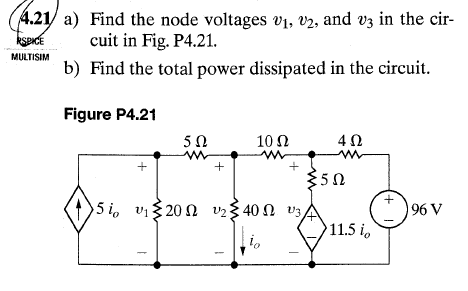 4.21 a) Find the node voltages v1, v2, and v3 in the cir-
PSPICE cuit in Fig. P4.21.
MULTISIM
b) Find the total power dissipated in the circuit.
Figure P4.21
5 Ω 10 Ω 4 Ω
+ + + 5 Ω
5 io v1 20 Ω v2 40 Ω v3 + + 96 V
− − io − 11.5 io − −